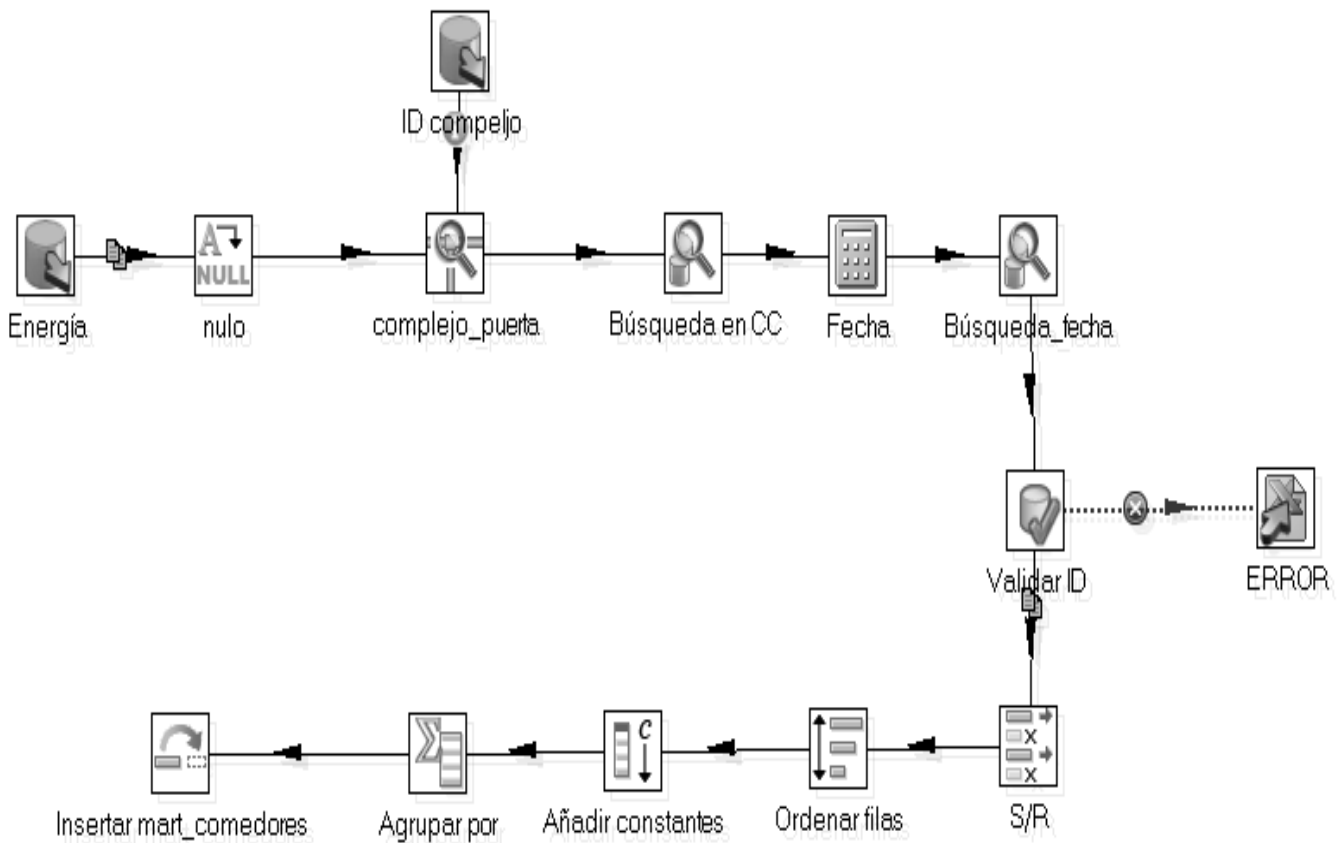 ID compeljo
A
NULL
Energía
nulo
complejo_puerta
Búsqueda en CC
Fecha
Búsqueda_fecha
Validar ID
X
ERROR
C
X
X
Insertar mart_comedores
Agrupar por
Añadir constantes
Ordenar filas
S/R